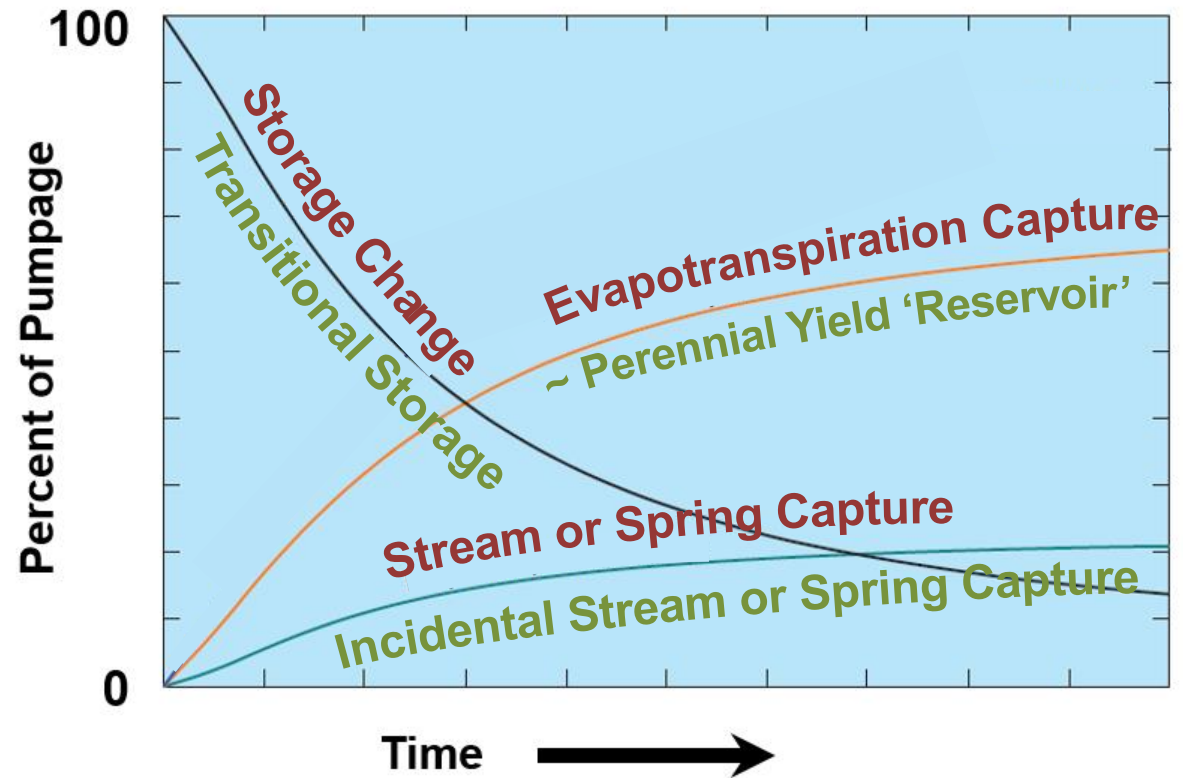 100
Percent of Pumpage
Storage Change
Transitional Storage
Evapotranspiration Capture
~ Perennial Yield ‘Reservoir’
Stream or Spring Capture
Incidental Stream or Spring Capture
0
Time